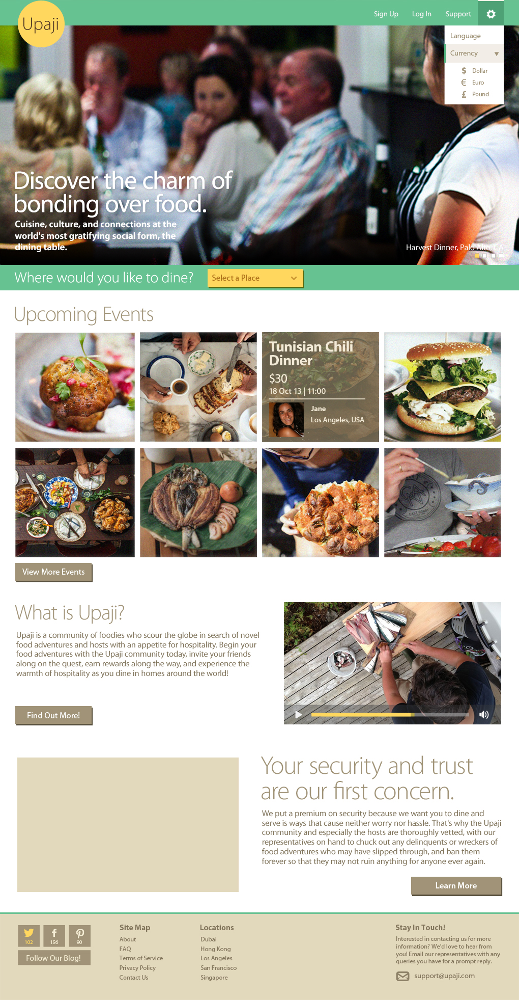 Upaji
Sign Up
Log In
Support
Language
Currency
$ Dollar
€ Euro
£ Pound
Discover the charm of
bonding over food.
Cuisine, culture, and connections at the
world's most gratifying social form, the
dining table.
Harvest Dinner, Palo Alto, CA
Where would you like to dine?
Select a Place
Upcoming Events
Tunisian Chili
Dinner
$30
18 Oct 13 | 11:00
Jane
Los Angeles, USA
EAST COAST
View More Events
What is Upaji?
Upaji is a community of foodies who scour the globe in search of novel
food adventures and hosts with an appetite for hospitality. Begin your
food adventures with the Upaji community today, invite your friends
along on the quest, earn rewards along the way, and experience the
warmth of hospitality as you dine in homes around the world!
Find Out More!
Your security and trust
are our first concern.
We put a premium on security because we want you to dine and
serve is ways that cause neither worry nor hassle. That's why the Upaji
community and especially the hosts are thoroughly vetted, with our
representatives on hand to chuck out any delinquents or wreckers of
food adventures who may have slipped through, and ban them
forever so that they may not ruin anything for anyone ever again.
Learn More
102
156
90
Follow Our Blog!
Site Map
About
FAQ
Terms of Service
Privacy Policy
Contact Us
Locations
Dubai
Hong Kong
Los Angeles
San Francisco
Singapore
Stay In Touch!
Interested in contacting us for more
information? We'd love to hear from
you! Email our representatives with any
queries you have for a prompt reply.
support@upaji.com